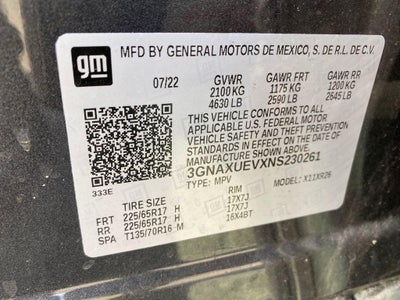 gm
MFD BY GENERAL MOTORS DE MEXICO, S. DE R.L. DE C.V.
07/22 GVWR GAWR FRT GAWR RR
2100 KG 1175 KG 1200 KG
4630 LB 2590 LB 2645 LB
THIS VEHICLE CONFORMS TO ALL
APPLICABLE U.S. FEDERAL MOTOR
VEHICLE SAFETY AND THEFT
PREVENTION STANDARDS IN EFFECT
ON THE DATE OF MANUFACTURE
SHOWN ABOVE.
3GNAXUEVXNS230261
333E TYPE: MPV MODEL: X11XR26
TIRE SIZE RIM
FRT 225/65R17 H 17X7J
RR 225/65R17 H 17X7J
SPA T135/70R16 M 16X4BT